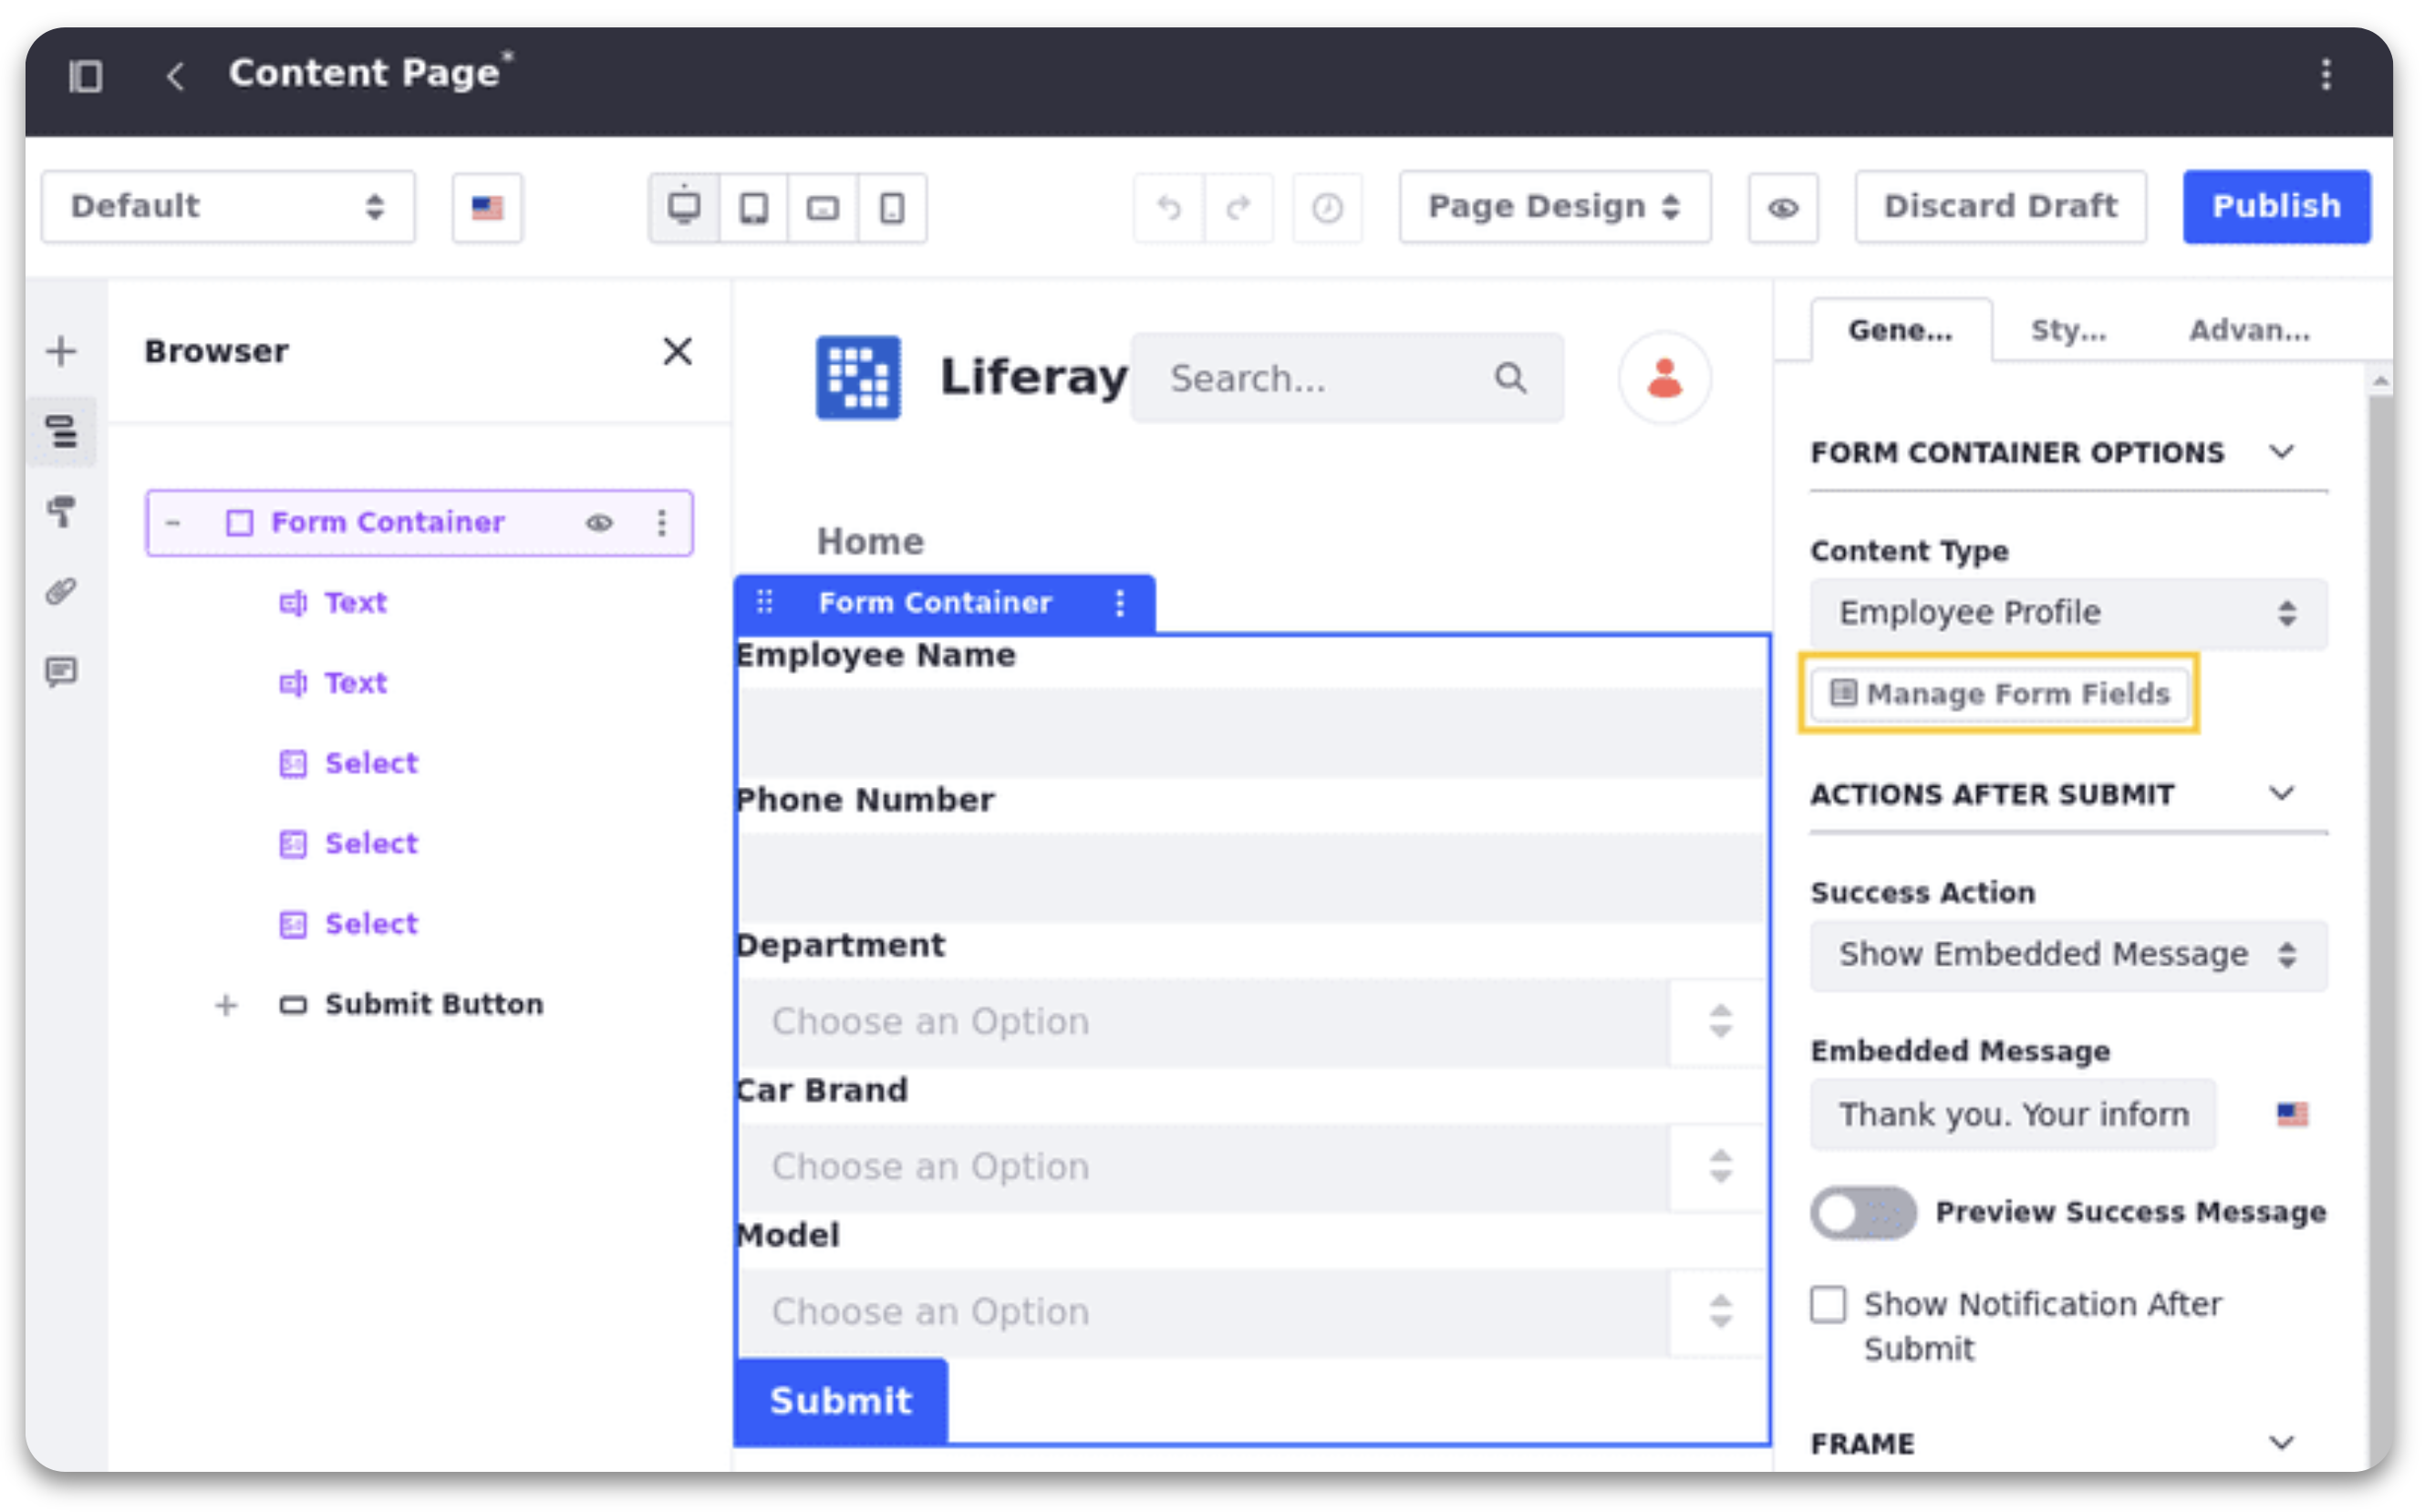 Content Page*
Default
Page Design
Discard Draft
Publish
Browser
Form Container
Text
Text
Select
Select
Select
Submit Button
Liferay
Search...
Home
Form Container
Employee Name
Phone Number
Department
Choose an Option
Car Brand
Choose an Option
Model
Choose an Option
Submit
Gene...
Sty...
Advan...
FORM CONTAINER OPTIONS
Content Type
Employee Profile
Manage Form Fields
ACTIONS AFTER SUBMIT
Success Action
Show Embedded Message
Embedded Message
Thank you. Your inforn
Preview Success Message
Show Notification After
Submit
FRAME